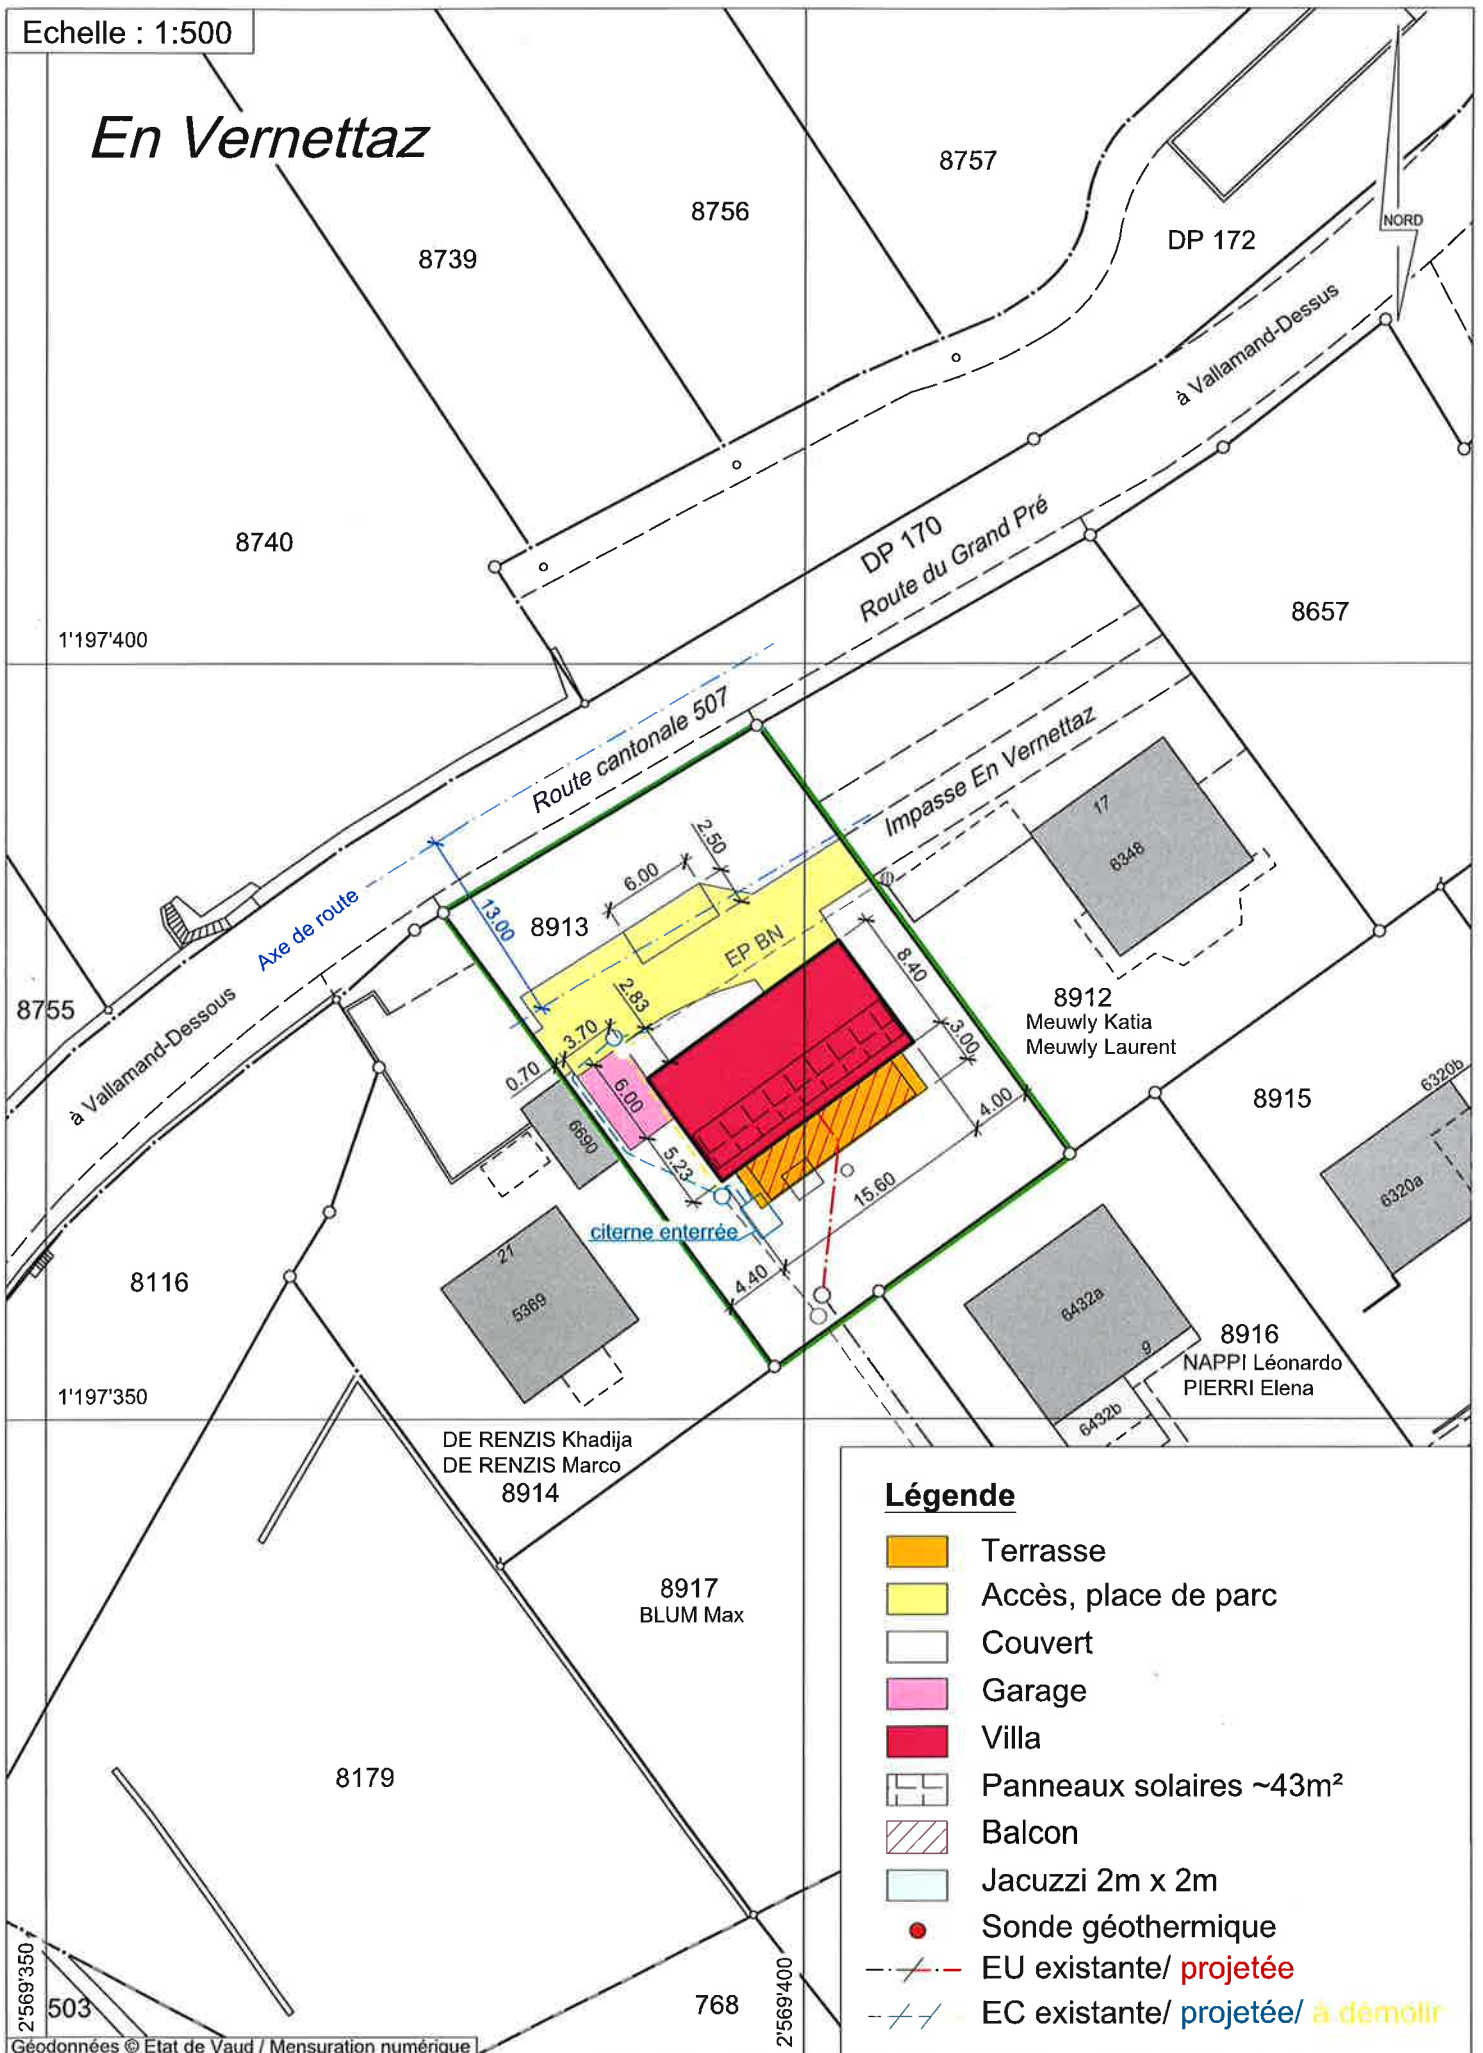 Echelle : 1:500
En Vernettaz
8757
8756
DP 172
NORD
8739
à Vallamand-Dessus
DP 170
Route du Grand Pré
8740
8657
1'197'400
Route cantonale 507
Impasse En Vernettaz
17
6348
2.50
6.00
13.00
8913
Axe de route
EP BN
8.40
2.83
8755
8912
Meuwly Katia
Meuwly Laurent
à Vallamand-Dessous
3.70
3.00
0.70
6.00
4.00
8915
6320b
6690
5.23
15.60
6320a
citerne enterrée
21
8116
4.40
5369
6432a
9
8916
NAPPI Léonardo
PIERRI Elena
1'197'350
6432b
DE RENZIS Khadija
DE RENZIS Marco
8914
8917
BLUM Max
8179
768
503
2'569'350
2'569'400
Légende
Terrasse
Accès, place de parc
Couvert
Garage
Villa
Panneaux solaires ~43m²
Balcon
Jacuzzi 2m x 2m
Sonde géothermique
EU existante/ projetée
EC existante/ projetée/ à démolir
Géodonnées © Etat de Vaud / Mensuration numérique